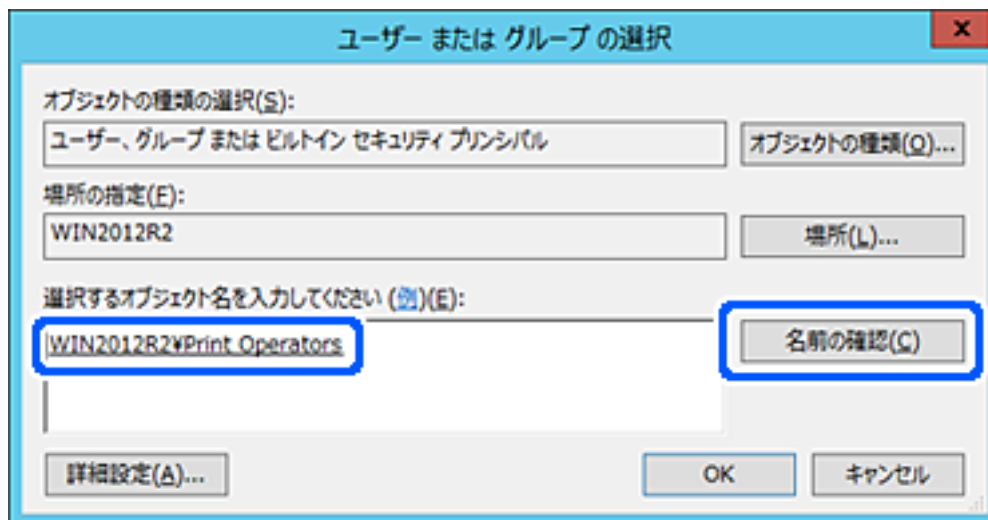 ユーザー または グループ の選択
x
オブジェクトの種類の選択(S):
ユーザー、グループ または ビルトイン セキュリティ プリンシパル
オブジェクトの種類(O)...
場所の指定(F):
WIN2012R2
場所(L)...
選択するオブジェクト名を入力してください (例)(E):
WIN2012R2¥Print Operators
名前の確認(C)
詳細設定(A)...
OK
キャンセル